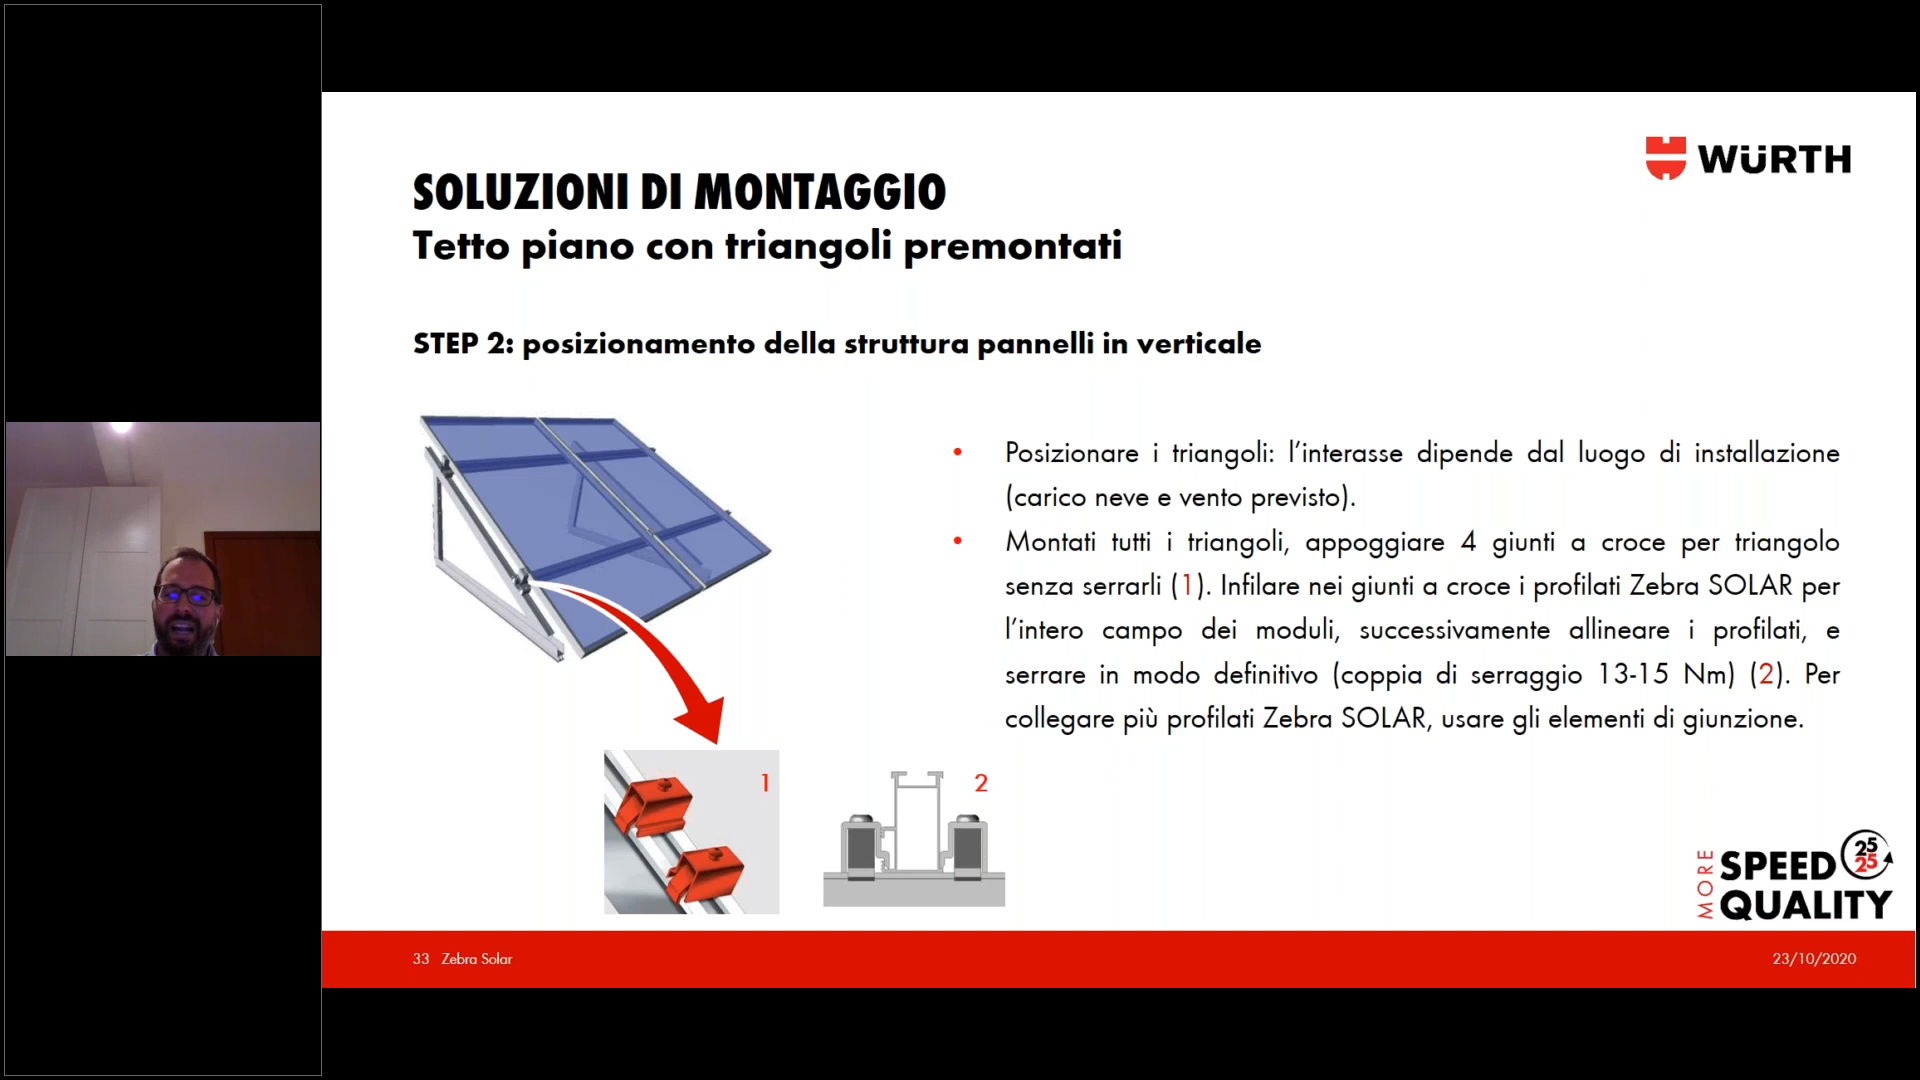 WÜRTH
SOLUZIONI DI MONTAGGIO
Tetto piano con triangoli premontati
STEP 2: posizionamento della struttura pannelli in verticale
• Posizionare i triangoli: l’interasse dipende dal luogo di installazione
(carico neve e vento previsto).
• Montati tutti i triangoli, appoggiare 4 giunti a croce per triangolo
senza serrarli (1). Infilare nei giunti a croce i profilati Zebra SOLAR per
l’intero campo dei moduli, successivamente allineare i profilati, e
serrare in modo definitivo (coppia di serraggio 13-15 Nm) (2). Per
collegare più profilati Zebra SOLAR, usare gli elementi di giunzione.
1
2
MORE
SPEED
25
25
QUALITY
33 Zebra Solar
23/10/2020